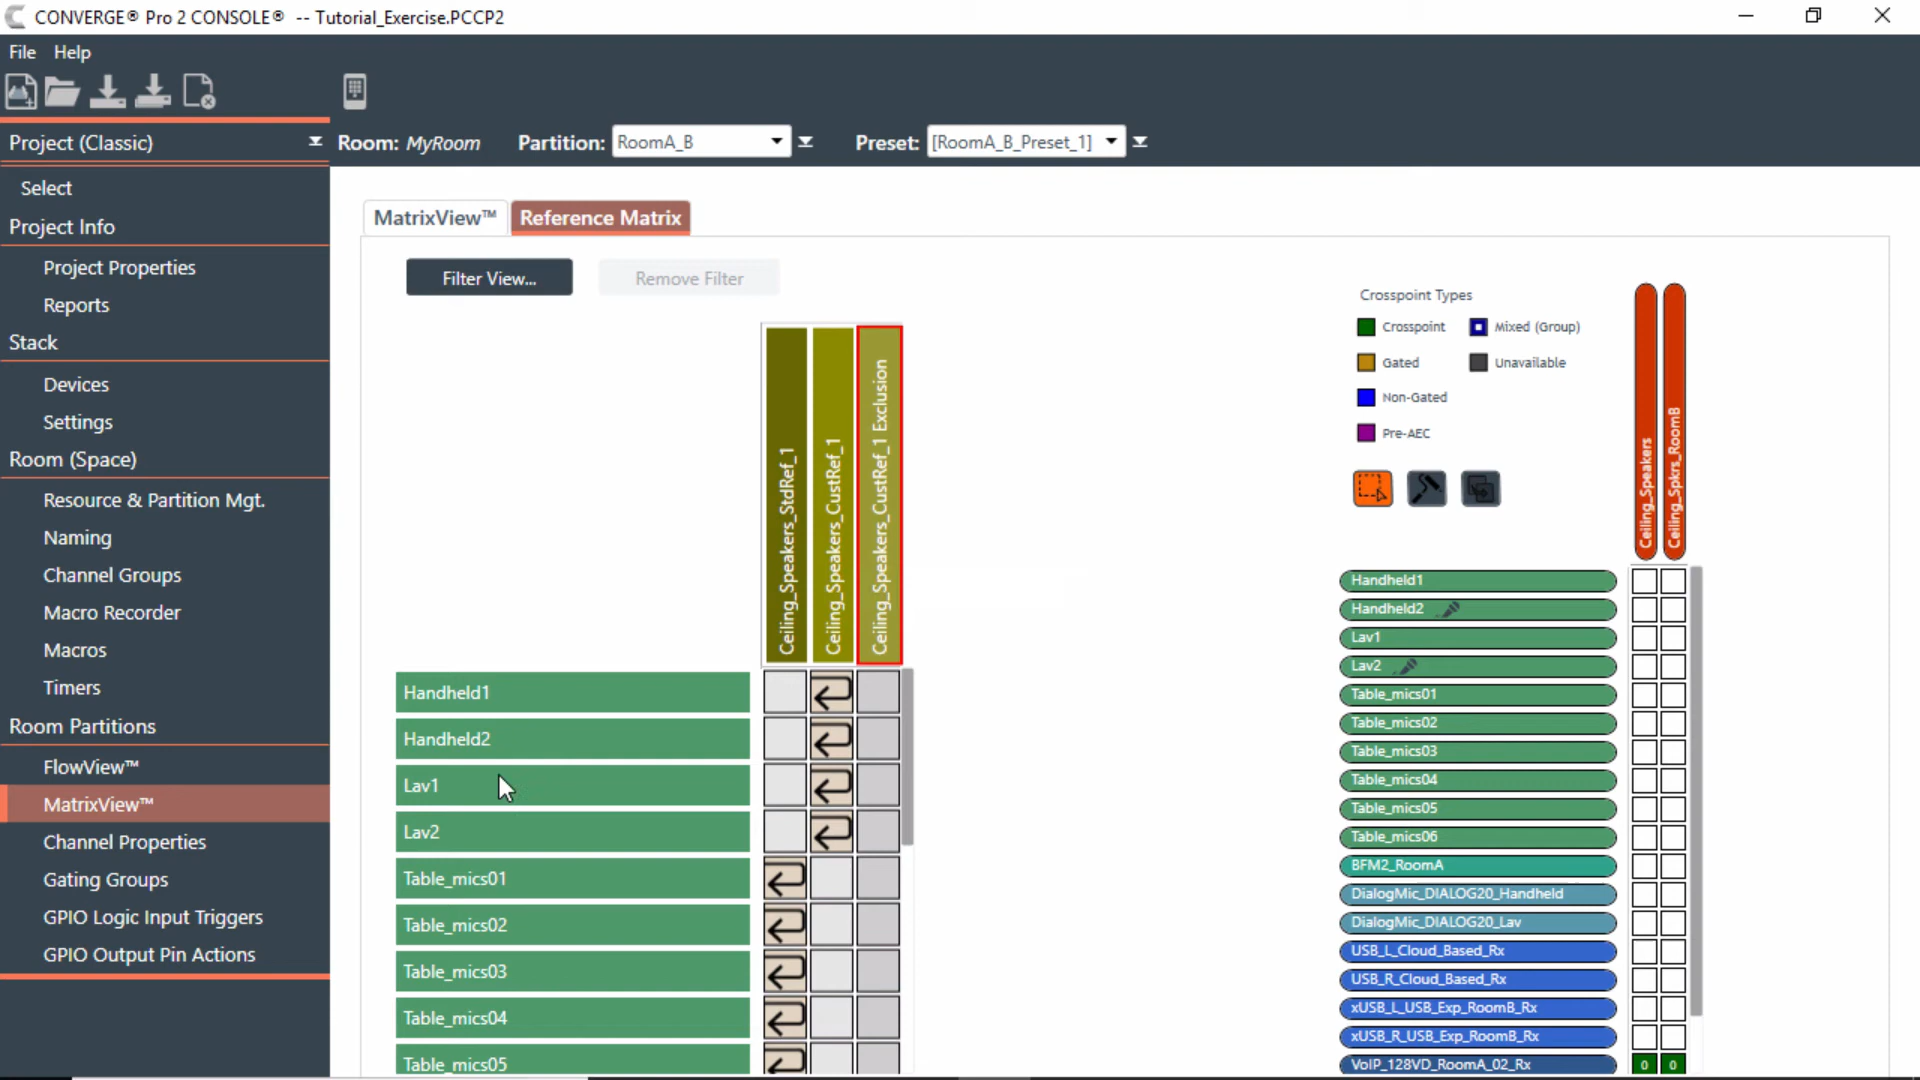 CONVERGE® Pro 2 CONSOLE® -- Tutorial_Exercise.PCCP2
File Help
Project (Classic)
Room: MyRoom Partition: RoomA_B Preset: [RoomA_B_Preset_1]
Select
Project Info
Project Properties
Reports
Stack
Devices
Settings
Room (Space)
Resource & Partition Mgt.
Naming
Channel Groups
Macro Recorder
Macros
Timers
Room Partitions
FlowView™
MatrixView™
Channel Properties
Gating Groups
GPIO Logic Input Triggers
GPIO Output Pin Actions
MatrixView™ Reference Matrix
Filter View... Remove Filter
Ceiling_Speakers_StdRef_1
Ceiling_Speakers_CustRef_1
Ceiling_Speakers_CustRef_1 Exclusion
Handheld1
Handheld2
Lav1
Lav2
Table_mics01
Table_mics02
Table_mics03
Table_mics04
Table_mics05
Crosspoint Types
Crosspoint Mixed (Group)
Gated Unavailable
Non-Gated
Pre-AEC
Ceiling_Speakers
Ceiling_Spkrs_RoomB
Handheld1
Handheld2
Lav1
Lav2
Table_mics01
Table_mics02
Table_mics03
Table_mics04
Table_mics05
Table_mics06
BFM2_RoomA
DialogMic_DIALOG20_Handheld
DialogMic_DIALOG20_Lav
USB_L_Cloud_Based_Rx
USB_R_Cloud_Based_Rx
xUSB_L_USB_Exp_RoomB_Rx
xUSB_R_USB_Exp_RoomB_Rx
VoIP_128VD_RoomA_02_Rx 0 0